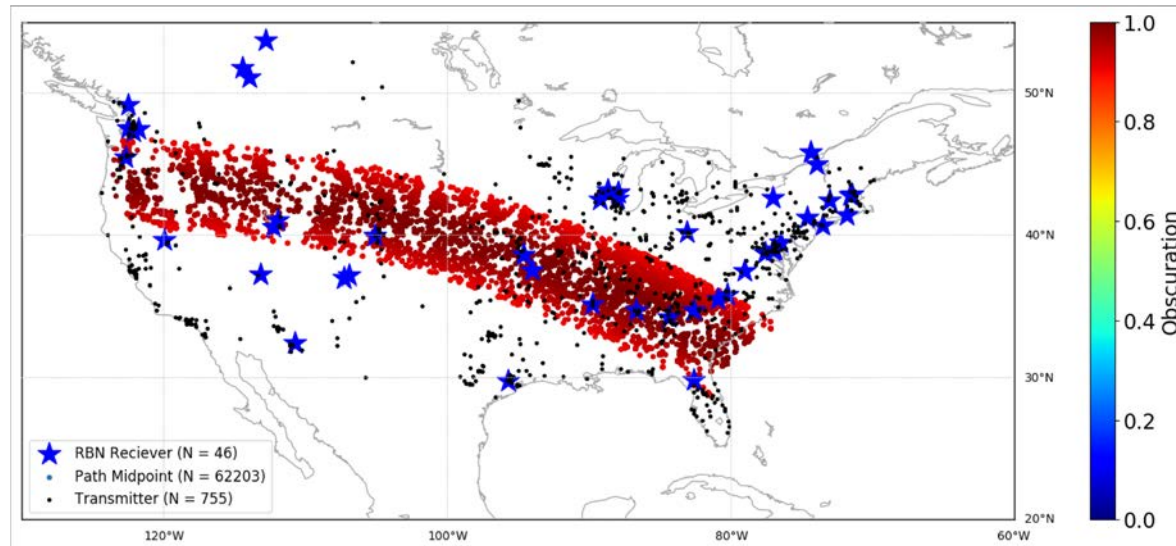 50°N
40°N
30°N
20°N
120°W
100°W
80°W
60°W
RBN Reciever (N = 46)
Path Midpoint (N = 62203)
Transmitter (N = 755)
1.0
0.8
0.6
0.4
0.2
0.0
Obscuration